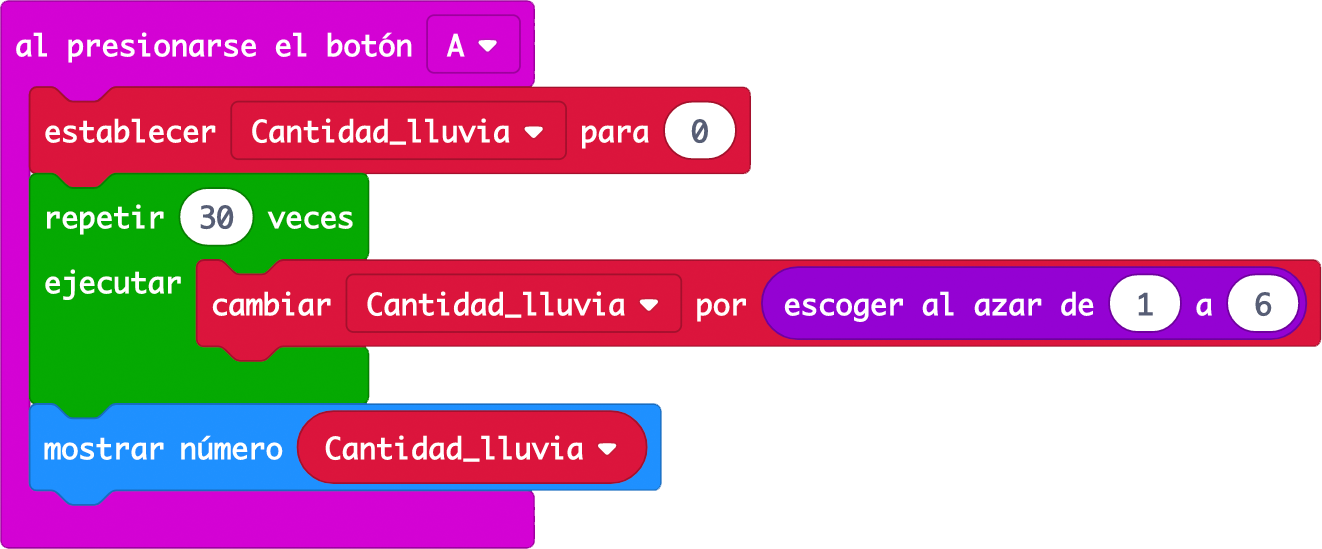 al presionarse el botón A
establecer Cantidad_lluvia para 0
repetir 30 veces
ejecutar cambiar Cantidad_lluvia por escoger al azar de 1 a 6
mostrar número Cantidad_lluvia